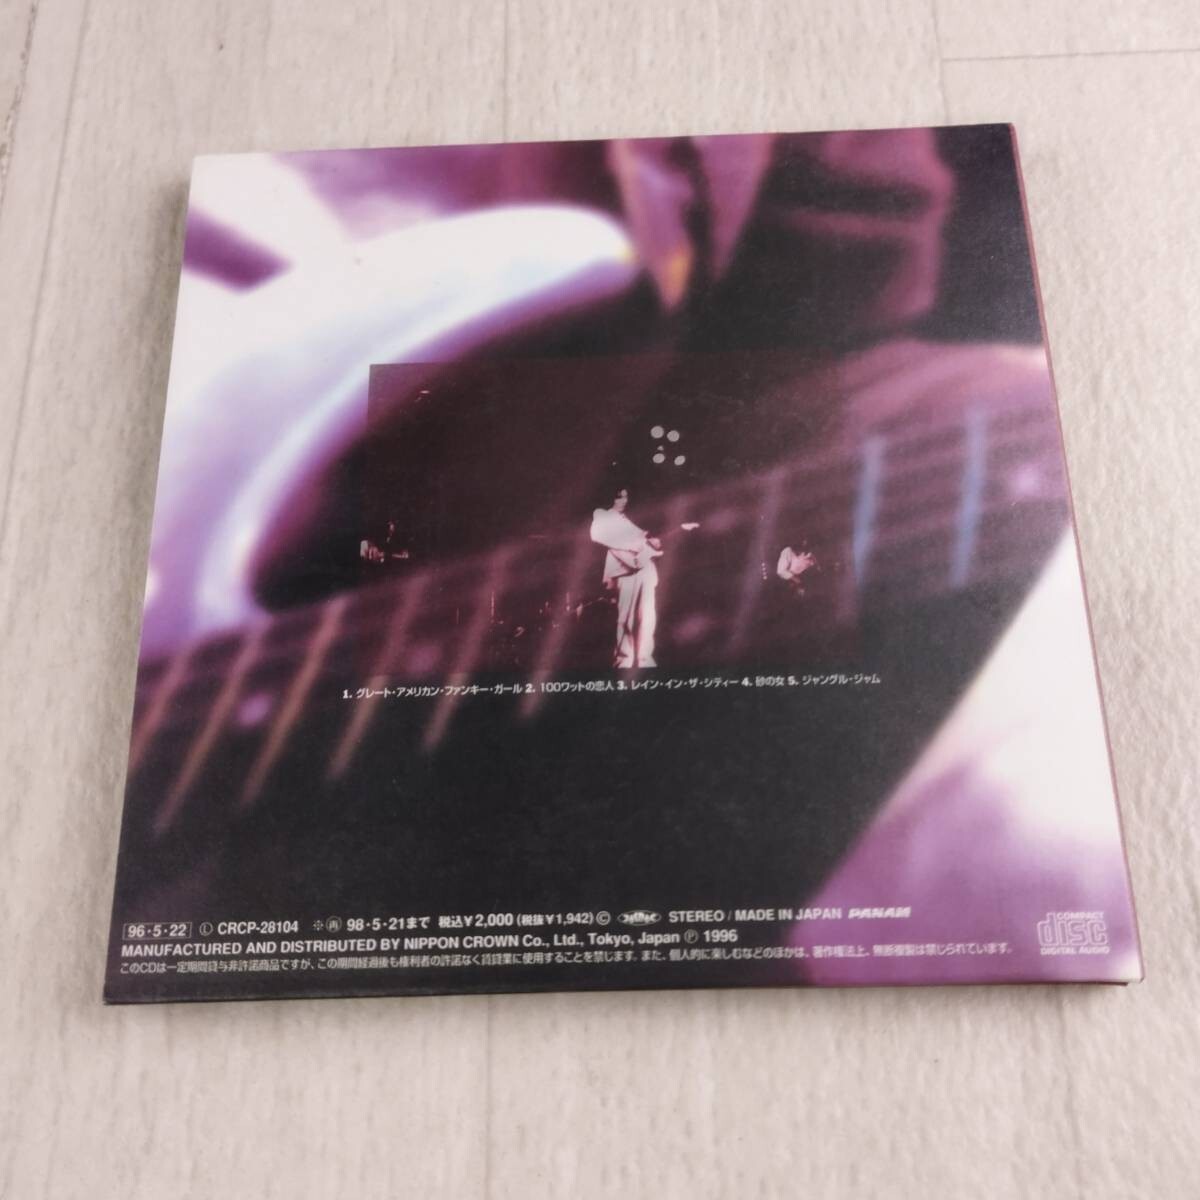 1. グレート・アメリカン・ファンキー・ガール 2. 100ワットの恋人 3. レイン・イン・ザ・シティー 4. 砂の女 5. ジャングル・ジャム
96・5・22 Ⓛ CRCP-28104 ※再 98・5・21まで 税込¥2,000 (税抜¥1,942) © STEREO / MADE IN JAPAN PANAM
MANUFACTURED AND DISTRIBUTED BY NIPPON CROWN Co., Ltd., Tokyo, Japan Ⓟ 1996
このCDは一定期間貸与非許諾商品ですが、この期間経過後も権利者の許諾なく賃貸業に使用することを禁じます。また、個人的に楽しむなどのほかは、著作権法上、無断複製は禁じられています。
COMPACT
disc
DIGITAL AUDIO